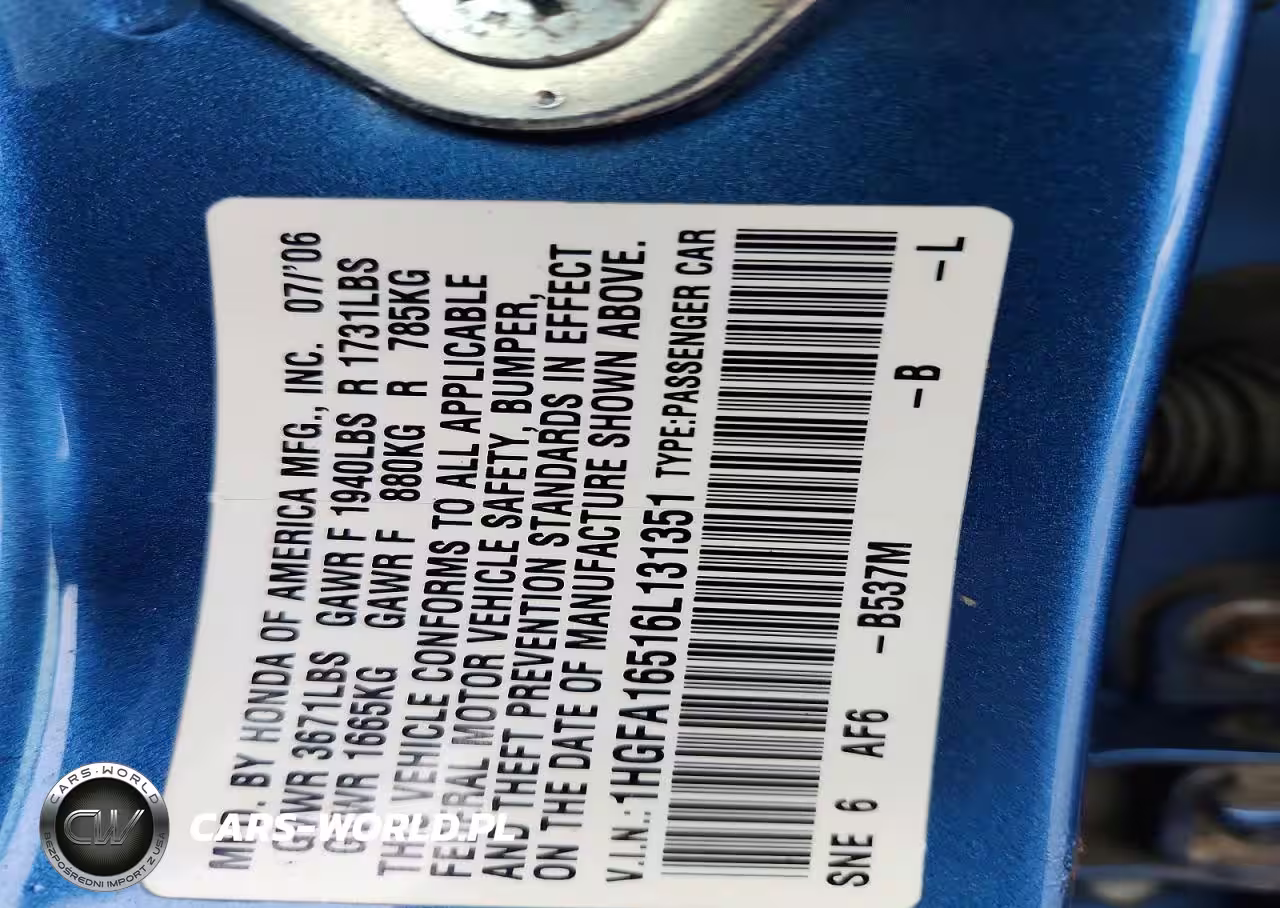 MFD. BY HONDA OF AMERICA MFG., INC. 07/'06
GVWR 3671LBS GAWR F 1940LBS R 1731LBS
GVWR 1665KG GAWR F 880KG R 785KG
THE VEHICLE CONFORMS TO ALL APPLICABLE
FEDERAL MOTOR VEHICLE SAFETY, BUMPER,
AND THEFT PREVENTION STANDARDS IN EFFECT
ON THE DATE OF MANUFACTURE SHOWN ABOVE.
V.I.N.: 1HGFA16516L131351 TYPE:PASSENGER CAR
SNE 6 AF6 -B537M -B -L
CARS-WORLD
CW
BEZPOŚREDNI IMPORT Z USA
CARS-WORLD.PL